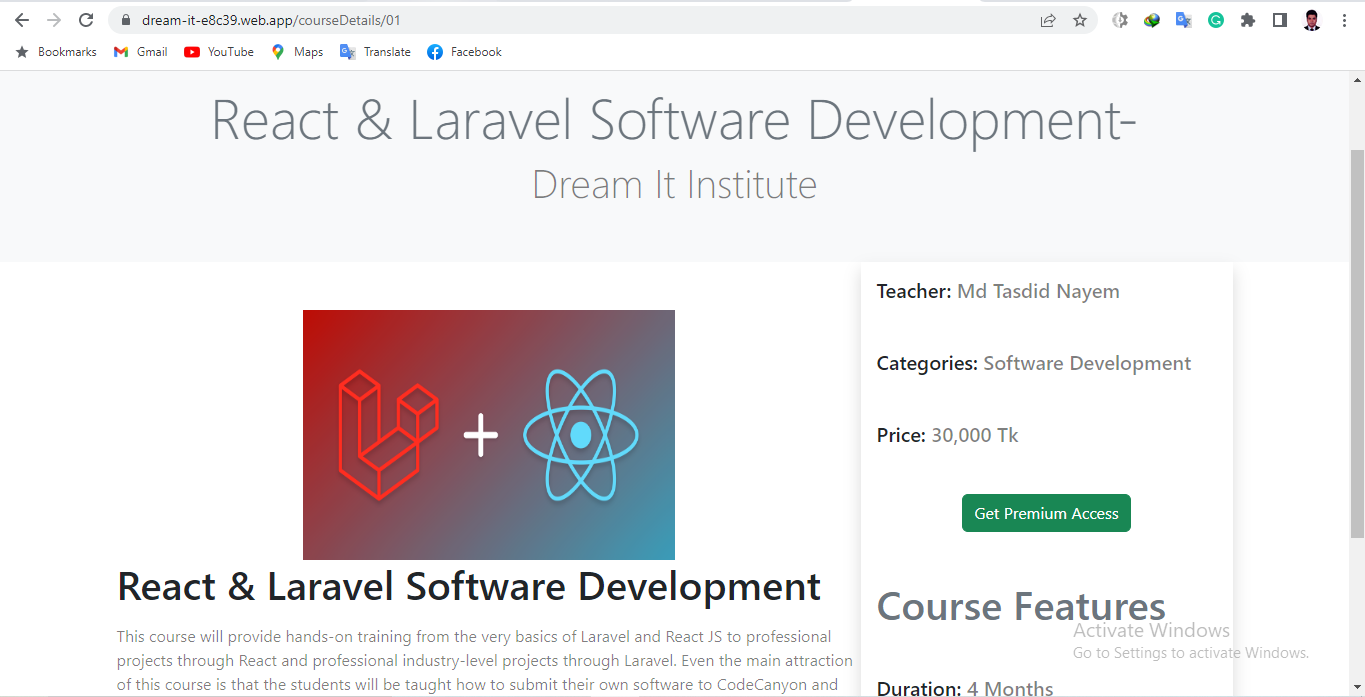 dream-it-e8c39.web.app/courseDetails/01
Bookmarks Gmail YouTube Maps Translate Facebook
React & Laravel Software Development-
Dream It Institute
Teacher: Md Tasdid Nayem
Categories: Software Development
Price: 30,000 Tk
Get Premium Access
Course Features
Duration: 4 Months
React & Laravel Software Development
This course will provide hands-on training from the very basics of Laravel and React JS to professional
projects through React and professional industry-level projects through Laravel. Even the main attraction
of this course is that the students will be taught how to submit their own software to CodeCanyon and
Activate Windows
Go to Settings to activate Windows.